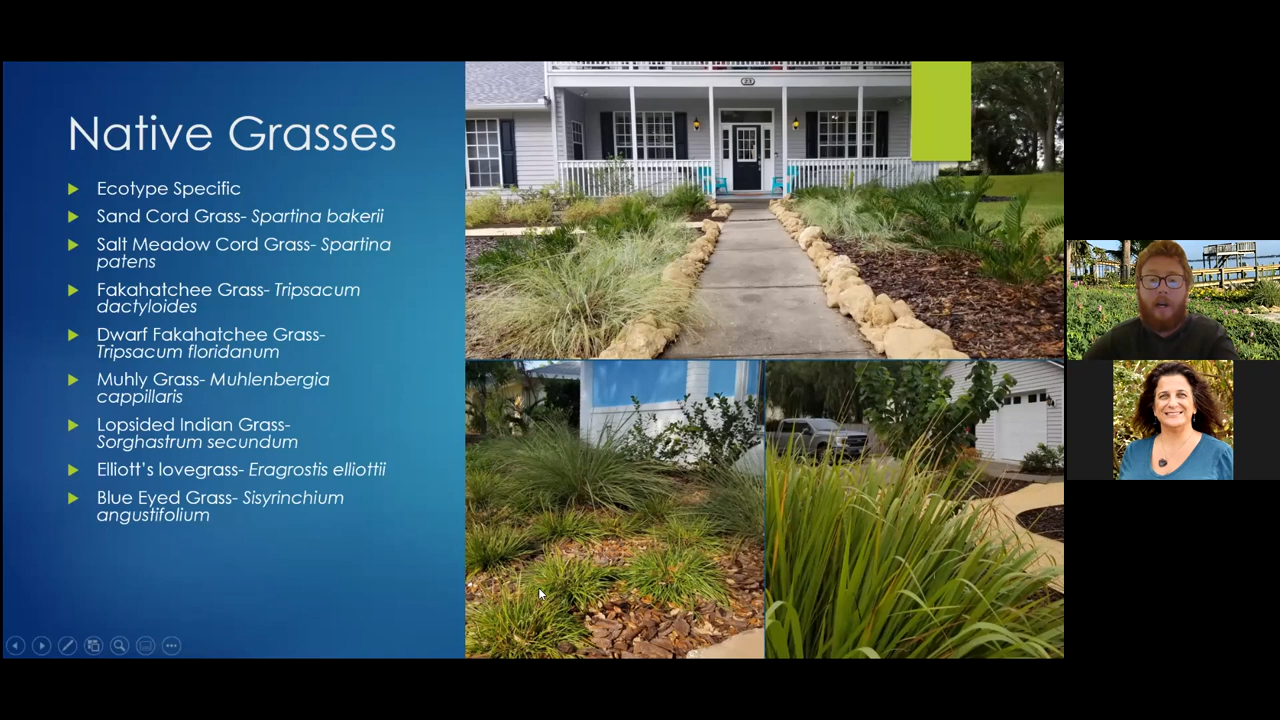 Native Grasses
Ecotype Specific
Sand Cord Grass- Spartina bakerii
Salt Meadow Cord Grass- Spartina
patens
Fakahatchee Grass- Tripsacum
dactyloides
Dwarf Fakahatchee Grass-
Tripsacum floridanum
Muhly Grass- Muhlenbergia
cappillaris
Lopsided Indian Grass-
Sorghastrum secundum
Elliott's lovegrass- Eragrostis elliottii
Blue Eyed Grass- Sisyrinchium
angustifolium